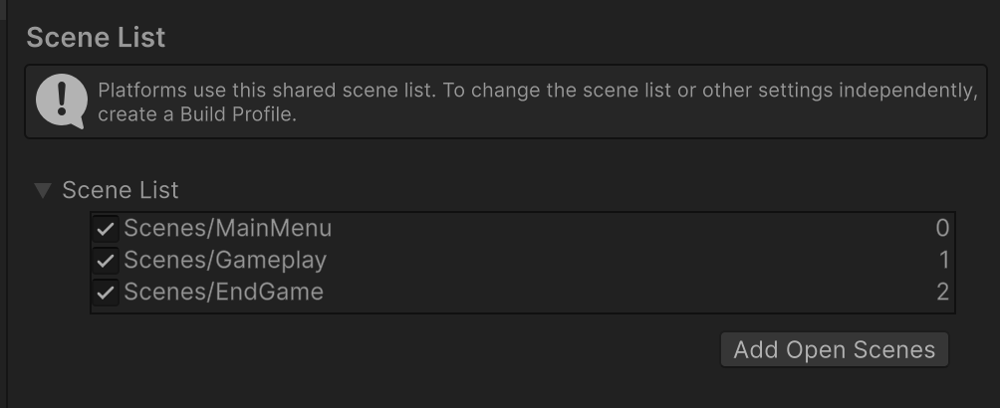 Scene List
Platforms use this shared scene list. To change the scene list or other settings independently,
create a Build Profile.
Scene List
Scenes/MainMenu 0
Scenes/Gameplay 1
Scenes/EndGame 2
Add Open Scenes